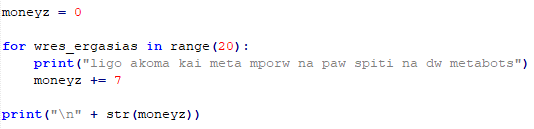 moneyz = 0
for wres_ergasias in range(20):
    print("ligo akoma kai meta mporw na paw spiti na dw metabots")
    moneyz += 7
print("\n" + str(moneyz))